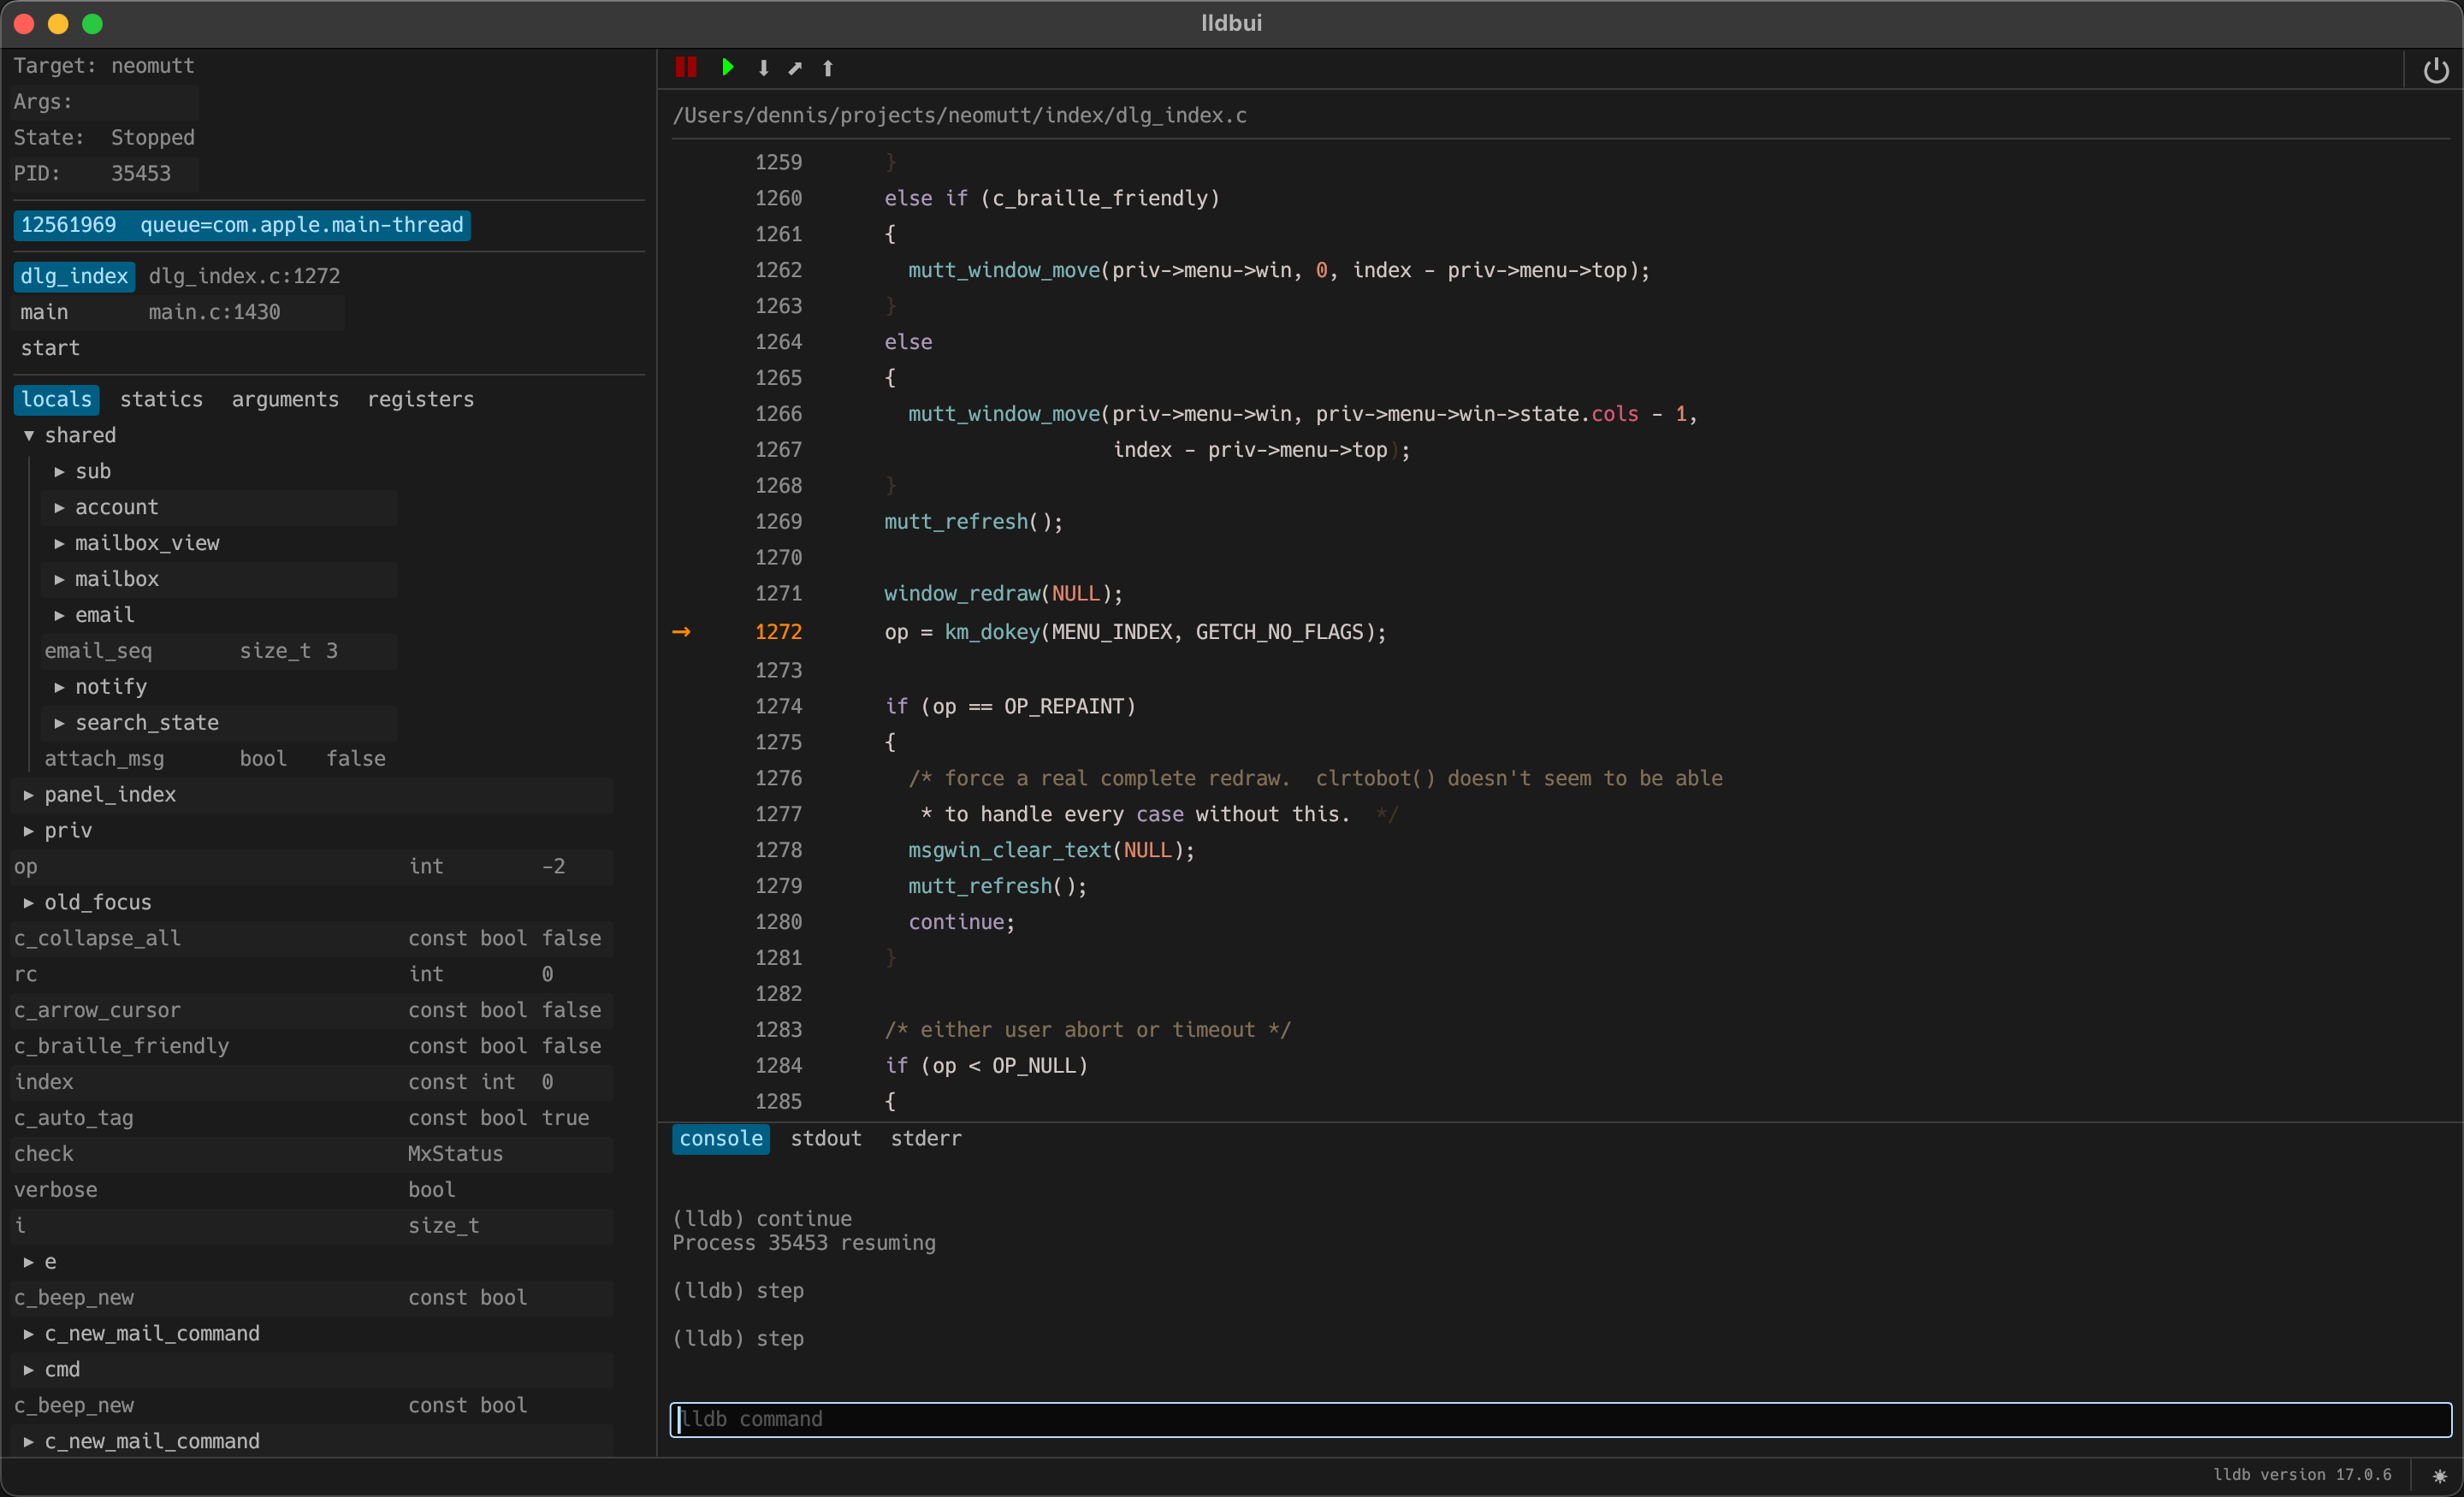 lldbui
Target: neomutt
Args:
State: Stopped
PID: 35453
12561969 queue=com.apple.main-thread
dlg_index dlg_index.c:1272
main main.c:1430
start
locals statics arguments registers
▼ shared
▶ sub
▶ account
▶ mailbox_view
▶ mailbox
▶ email
email_seq size_t 3
▶ notify
▶ search_state
attach_msg bool false
▶ panel_index
▶ priv
op int -2
▶ old_focus
c_collapse_all const bool false
rc int 0
c_arrow_cursor const bool false
c_braille_friendly const bool false
index const int 0
c_auto_tag const bool true
check MxStatus
verbose bool
i size_t
▶ e
c_beep_new const bool
▶ c_new_mail_command
▶ cmd
c_beep_new const bool
▶ c_new_mail_command
/Users/dennis/projects/neomutt/index/dlg_index.c
1259 }
1260 else if (c_braille_friendly)
1261 {
1262 mutt_window_move(priv->menu->win, 0, index - priv->menu->top);
1263 }
1264 else
1265 {
1266 mutt_window_move(priv->menu->win, priv->menu->win->state.cols - 1,
1267 index - priv->menu->top);
1268 }
1269 mutt_refresh();
1270
1271 window_redraw(NULL);
→ 1272 op = km_dokey(MENU_INDEX, GETCH_NO_FLAGS);
1273
1274 if (op == OP_REPAINT)
1275 {
1276 /* force a real complete redraw.  clrtobot() doesn't seem to be able
1277 * to handle every case without this.  */
1278 msgwin_clear_text(NULL);
1279 mutt_refresh();
1280 continue;
1281 }
1282
1283 /* either user abort or timeout */
1284 if (op < OP_NULL)
1285 {
console stdout stderr
(lldb) continue
Process 35453 resuming
(lldb) step
(lldb) step
lldb command
lldb version 17.0.6